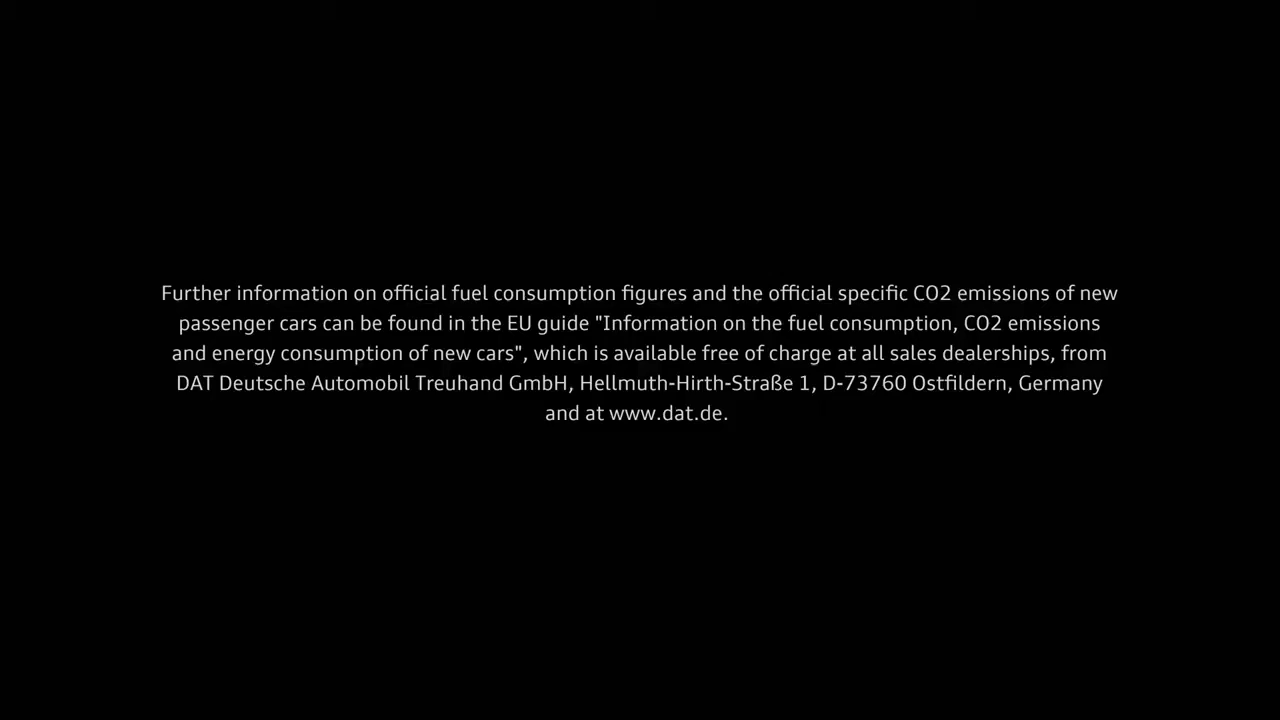 Further information on official fuel consumption figures and the official specific CO2 emissions of new
passenger cars can be found in the EU guide "Information on the fuel consumption, CO2 emissions
and energy consumption of new cars", which is available free of charge at all sales dealerships, from
DAT Deutsche Automobil Treuhand GmbH, Hellmuth-Hirth-Straße 1, D-73760 Ostfildern, Germany
and at www.dat.de.